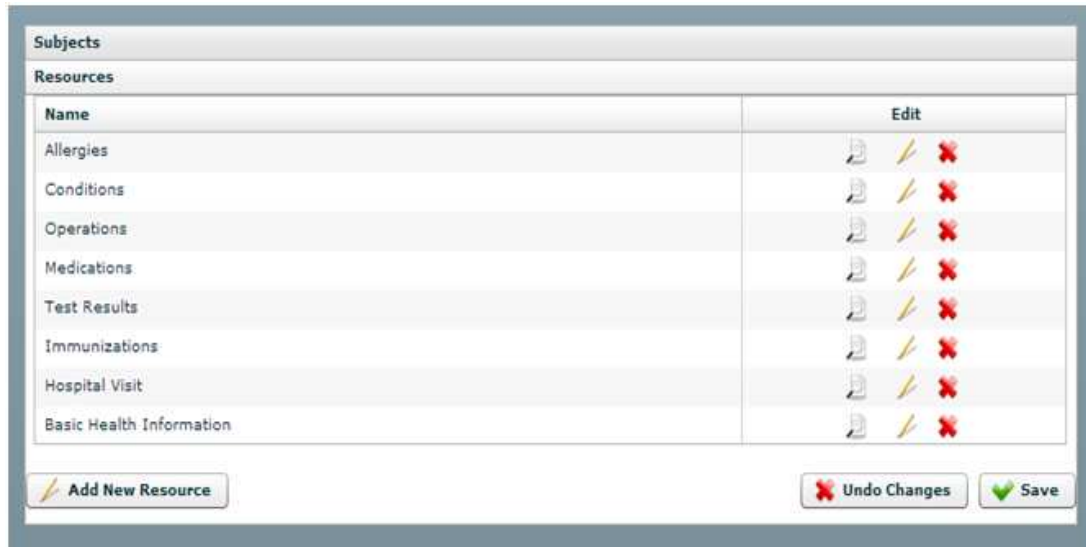 Subjects
Resources
Name Edit
Allergies
Conditions
Operations
Medications
Test Results
Immunizations
Hospital Visit
Basic Health Information
Add New Resource Undo Changes Save